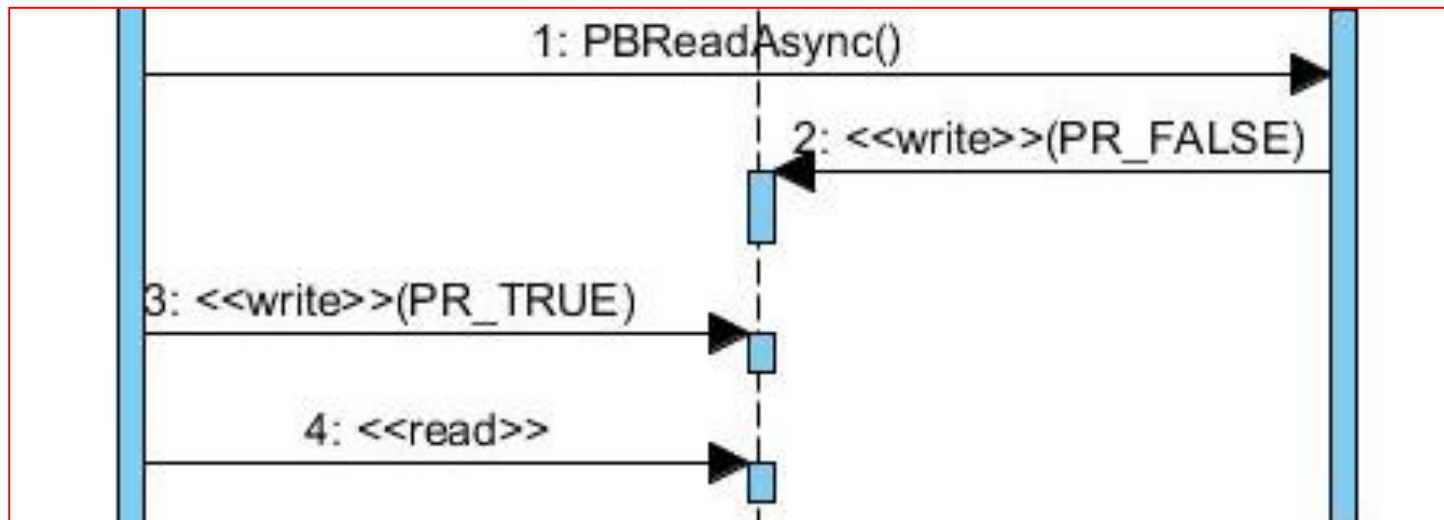 1: PBReadAsync()
2: <<write>>(PR_FALSE)
3: <<write>>(PR_TRUE)
4: <<read>>